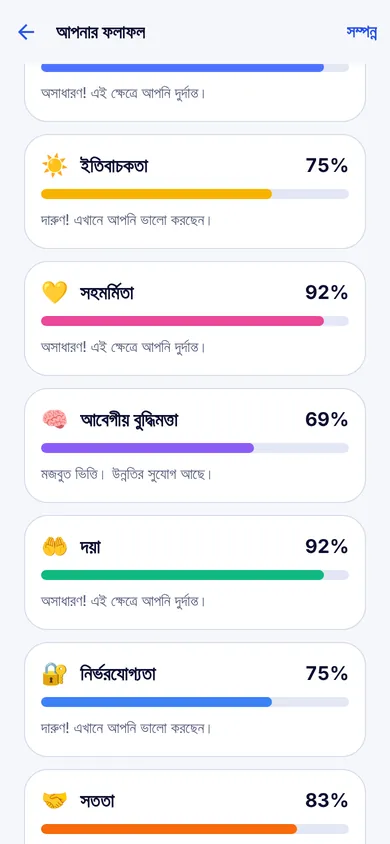 আপনার ফলাফল
সম্পন্ন
অসাধারণ! এই ক্ষেত্রে আপনি দুর্দান্ত।
ইতিবাচকতা 75%
দারুণ! এখানে আপনি ভালো করছেন।
সহমর্মিতা 92%
অসাধারণ! এই ক্ষেত্রে আপনি দুর্দান্ত।
আবেগীয় বুদ্ধিমত্তা 69%
মজবুত ভিত্তি। উন্নতির সুযোগ আছে।
দয়া 92%
অসাধারণ! এই ক্ষেত্রে আপনি দুর্দান্ত।
নির্ভরযোগ্যতা 75%
দারুণ! এখানে আপনি ভালো করছেন।
সততা 83%